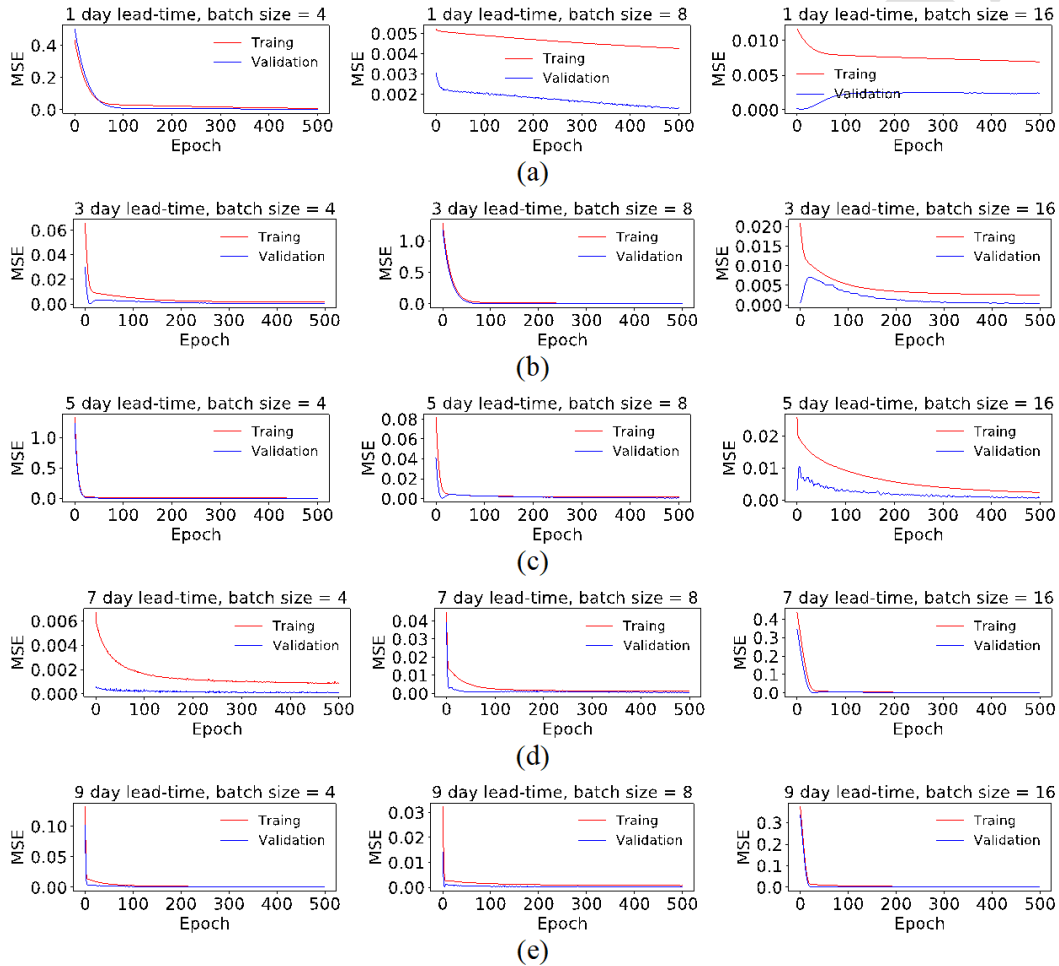 1 day lead-time, batch size = 4
MSE
0.4
0.2
0.0
Traing
Validation
0 100 200 300 400 500
Epoch
1 day lead-time, batch size = 8
MSE
0.005
0.003
0.002
Traing
Validation
0 100 200 300 400 500
Epoch
1 day lead-time, batch size = 16
MSE
0.010
0.005
0.000
Traing
Validation
0 100 200 300 400 500
Epoch
(a)
3 day lead-time, batch size = 4
MSE
0.06
0.04
0.02
0.00
Traing
Validation
0 100 200 300 400 500
Epoch
3 day lead-time, batch size = 8
MSE
1.0
0.5
0.0
Traing
Validation
0 100 200 300 400 500
Epoch
3 day lead-time, batch size = 16
MSE
0.020
0.015
0.010
0.005
0.000
Traing
Validation
0 100 200 300 400 500
Epoch
(b)
5 day lead-time, batch size = 4
MSE
1.0
0.5
0.0
Traing
Validation
0 100 200 300 400 500
Epoch
5 day lead-time, batch size = 8
MSE
0.08
0.06
0.04
0.02
0.00
Traing
Validation
0 100 200 300 400 500
Epoch
5 day lead-time, batch size = 16
MSE
0.02
0.01
0.00
Traing
Validation
0 100 200 300 400 500
Epoch
(c)
7 day lead-time, batch size = 4
MSE
0.006
0.004
0.002
0.000
Traing
Validation
0 100 200 300 400 500
Epoch
7 day lead-time, batch size = 8
MSE
0.04
0.03
0.02
0.01
0.00
Traing
Validation
0 100 200 300 400 500
Epoch
7 day lead-time, batch size = 16
MSE
0.4
0.3
0.2
0.1
0.0
Traing
Validation
0 100 200 300 400 500
Epoch
(d)
9 day lead-time, batch size = 4
MSE
0.10
0.05
0.00
Traing
Validation
0 100 200 300 400 500
Epoch
9 day lead-time, batch size = 8
MSE
0.03
0.02
0.01
0.00
Traing
Validation
0 100 200 300 400 500
Epoch
9 day lead-time, batch size = 16
MSE
0.3
0.2
0.1
0.0
Traing
Validation
0 100 200 300 400 500
Epoch
(e)